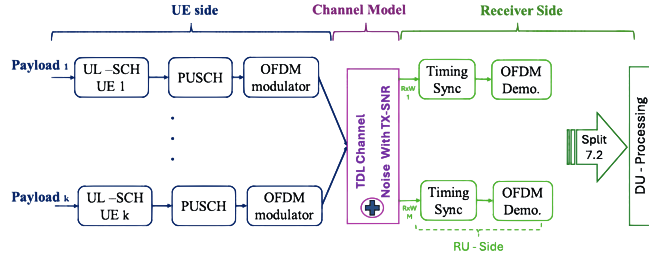 UE side
Channel Model
Receiver Side
Payload 1
UL –SCH
UE 1
PUSCH
OFDM
modulator
TDL Channel
Noise With TX-SNR
RxW
1
Timing
Sync
OFDM
Demo.
Split
7.2
DU - Processing
Payload k
UL –SCH
UE k
PUSCH
OFDM
modulator
RxW
M
Timing
Sync
OFDM
Demo.
RU - Side